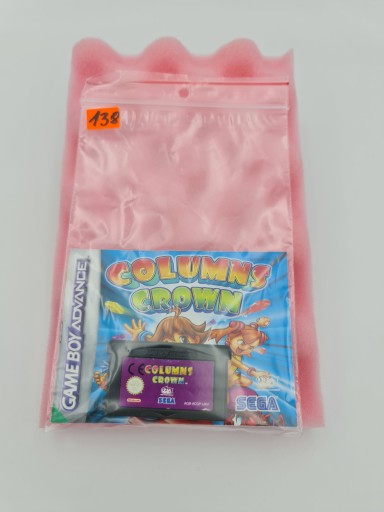 138
COLUMNS
CROWN
GAME BOY ADVANCE
COLUMNS
CROWN
SEGA
SEGA